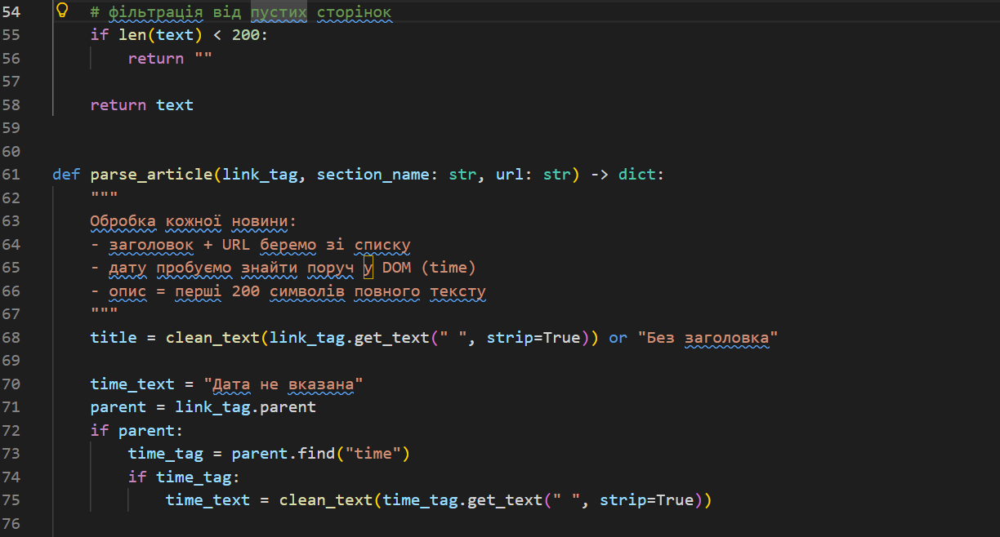 54 # фільтрація від пустих сторінок
55 if len(text) < 200:
56 return ""
57
58 return text
59
60
61 def parse_article(link_tag, section_name: str, url: str) -> dict:
62 """
63 Обробка кожної новини:
64 - заголовок + URL беремо зі списку
65 - дату пробуємо знайти поруч у DOM (time)
66 - опис = перші 200 символів повного тексту
67 """
68 title = clean_text(link_tag.get_text(" ", strip=True)) or "Без заголовка"
69
70 time_text = "Дата не вказана"
71 parent = link_tag.parent
72 if parent:
73 time_tag = parent.find("time")
74 if time_tag:
75 time_text = clean_text(time_tag.get_text(" ", strip=True))
76